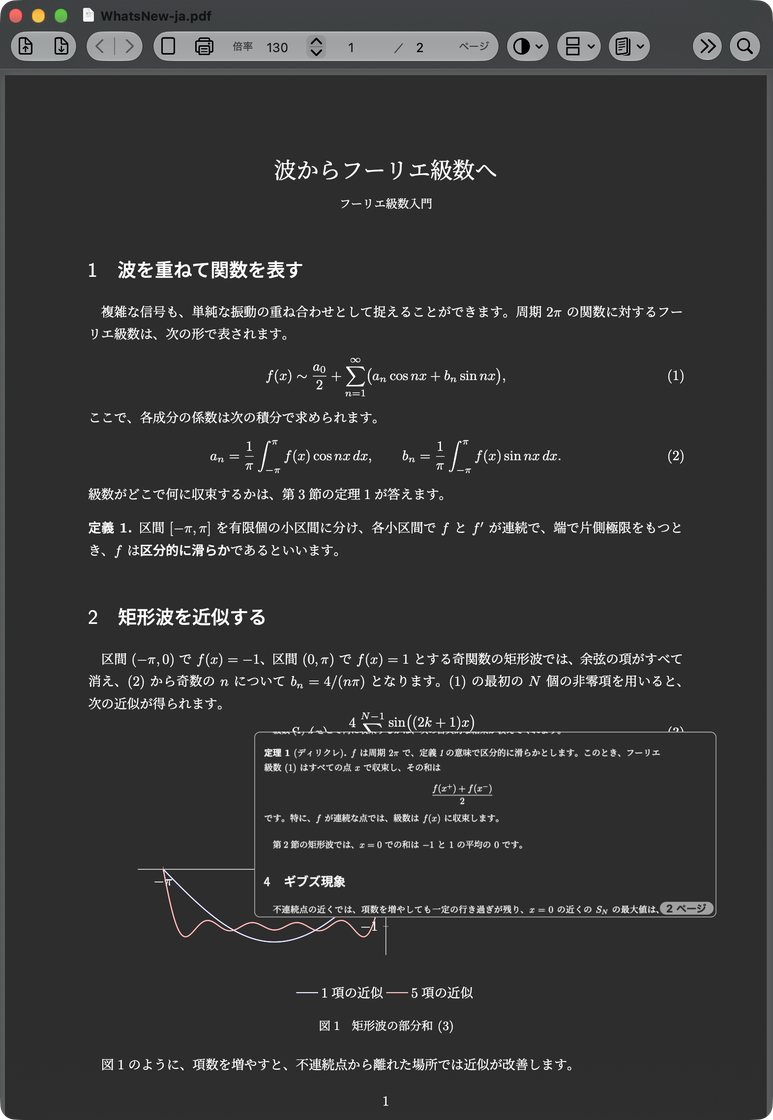 WhatsNew-ja.pdf
倍率 130 1 / 2 ページ
波からフーリエ級数へ
フーリエ級数入門
1 波を重ねて関数を表す
複雑な信号も、単純な振動の重ね合わせとして捉えることができます。周期 2π の関数に対するフー
リエ級数は、次の形で表されます。
f(x) ∼ a₀/2 + ∑_{n=1}^{∞} (aₙ cos nx + bₙ sin nx), (1)
ここで、各成分の係数は次の積分で求められます。
aₙ = 1/π ∫_{−π}^{π} f(x) cos nx dx, bₙ = 1/π ∫_{−π}^{π} f(x) sin nx dx. (2)
級数がどこで何に収束するかは、第 3 節の定理 1 が答えます。
定義 1. 区間 [−π, π] を有限個の小区間に分け、各小区間で f と f′ が連続で、端で片側極限をもつと
き、f は区分的に滑らかであるといいます。
2 矩形波を近似する
区間 (−π, 0) で f(x) = −1、区間 (0, π) で f(x) = 1 とする奇関数の矩形波では、余弦の項がすべて
消え、(2) から奇数の n について bₙ = 4/(nπ) となります。(1) の最初の N 個の非零項を用いると、
次の近似が得られます。
4 N−1 sin((2k + 1)x)
定理 1 (ディリクレ). f は周期 2π で、定義 1 の意味で区分的に滑らかとします。このとき、フーリエ
級数 (1) はすべての点 x で収束し、その和は
f(x⁺) + f(x⁻)
2
です。特に、f が連続な点では、級数は f(x) に収束します。
第 2 節の矩形波では、x = 0 での和は −1 と 1 の平均の 0 です。
4 ギブズ現象
不連続点の近くでは、項数を増やしても一定の行き過ぎが残り、x = 0 の近くの S_N の最大値は、
2 ページ
−π
−1
1 項の近似 5 項の近似
図 1 矩形波の部分和 (3)
図 1 のように、項数を増やすと、不連続点から離れた場所では近似が改善します。
1